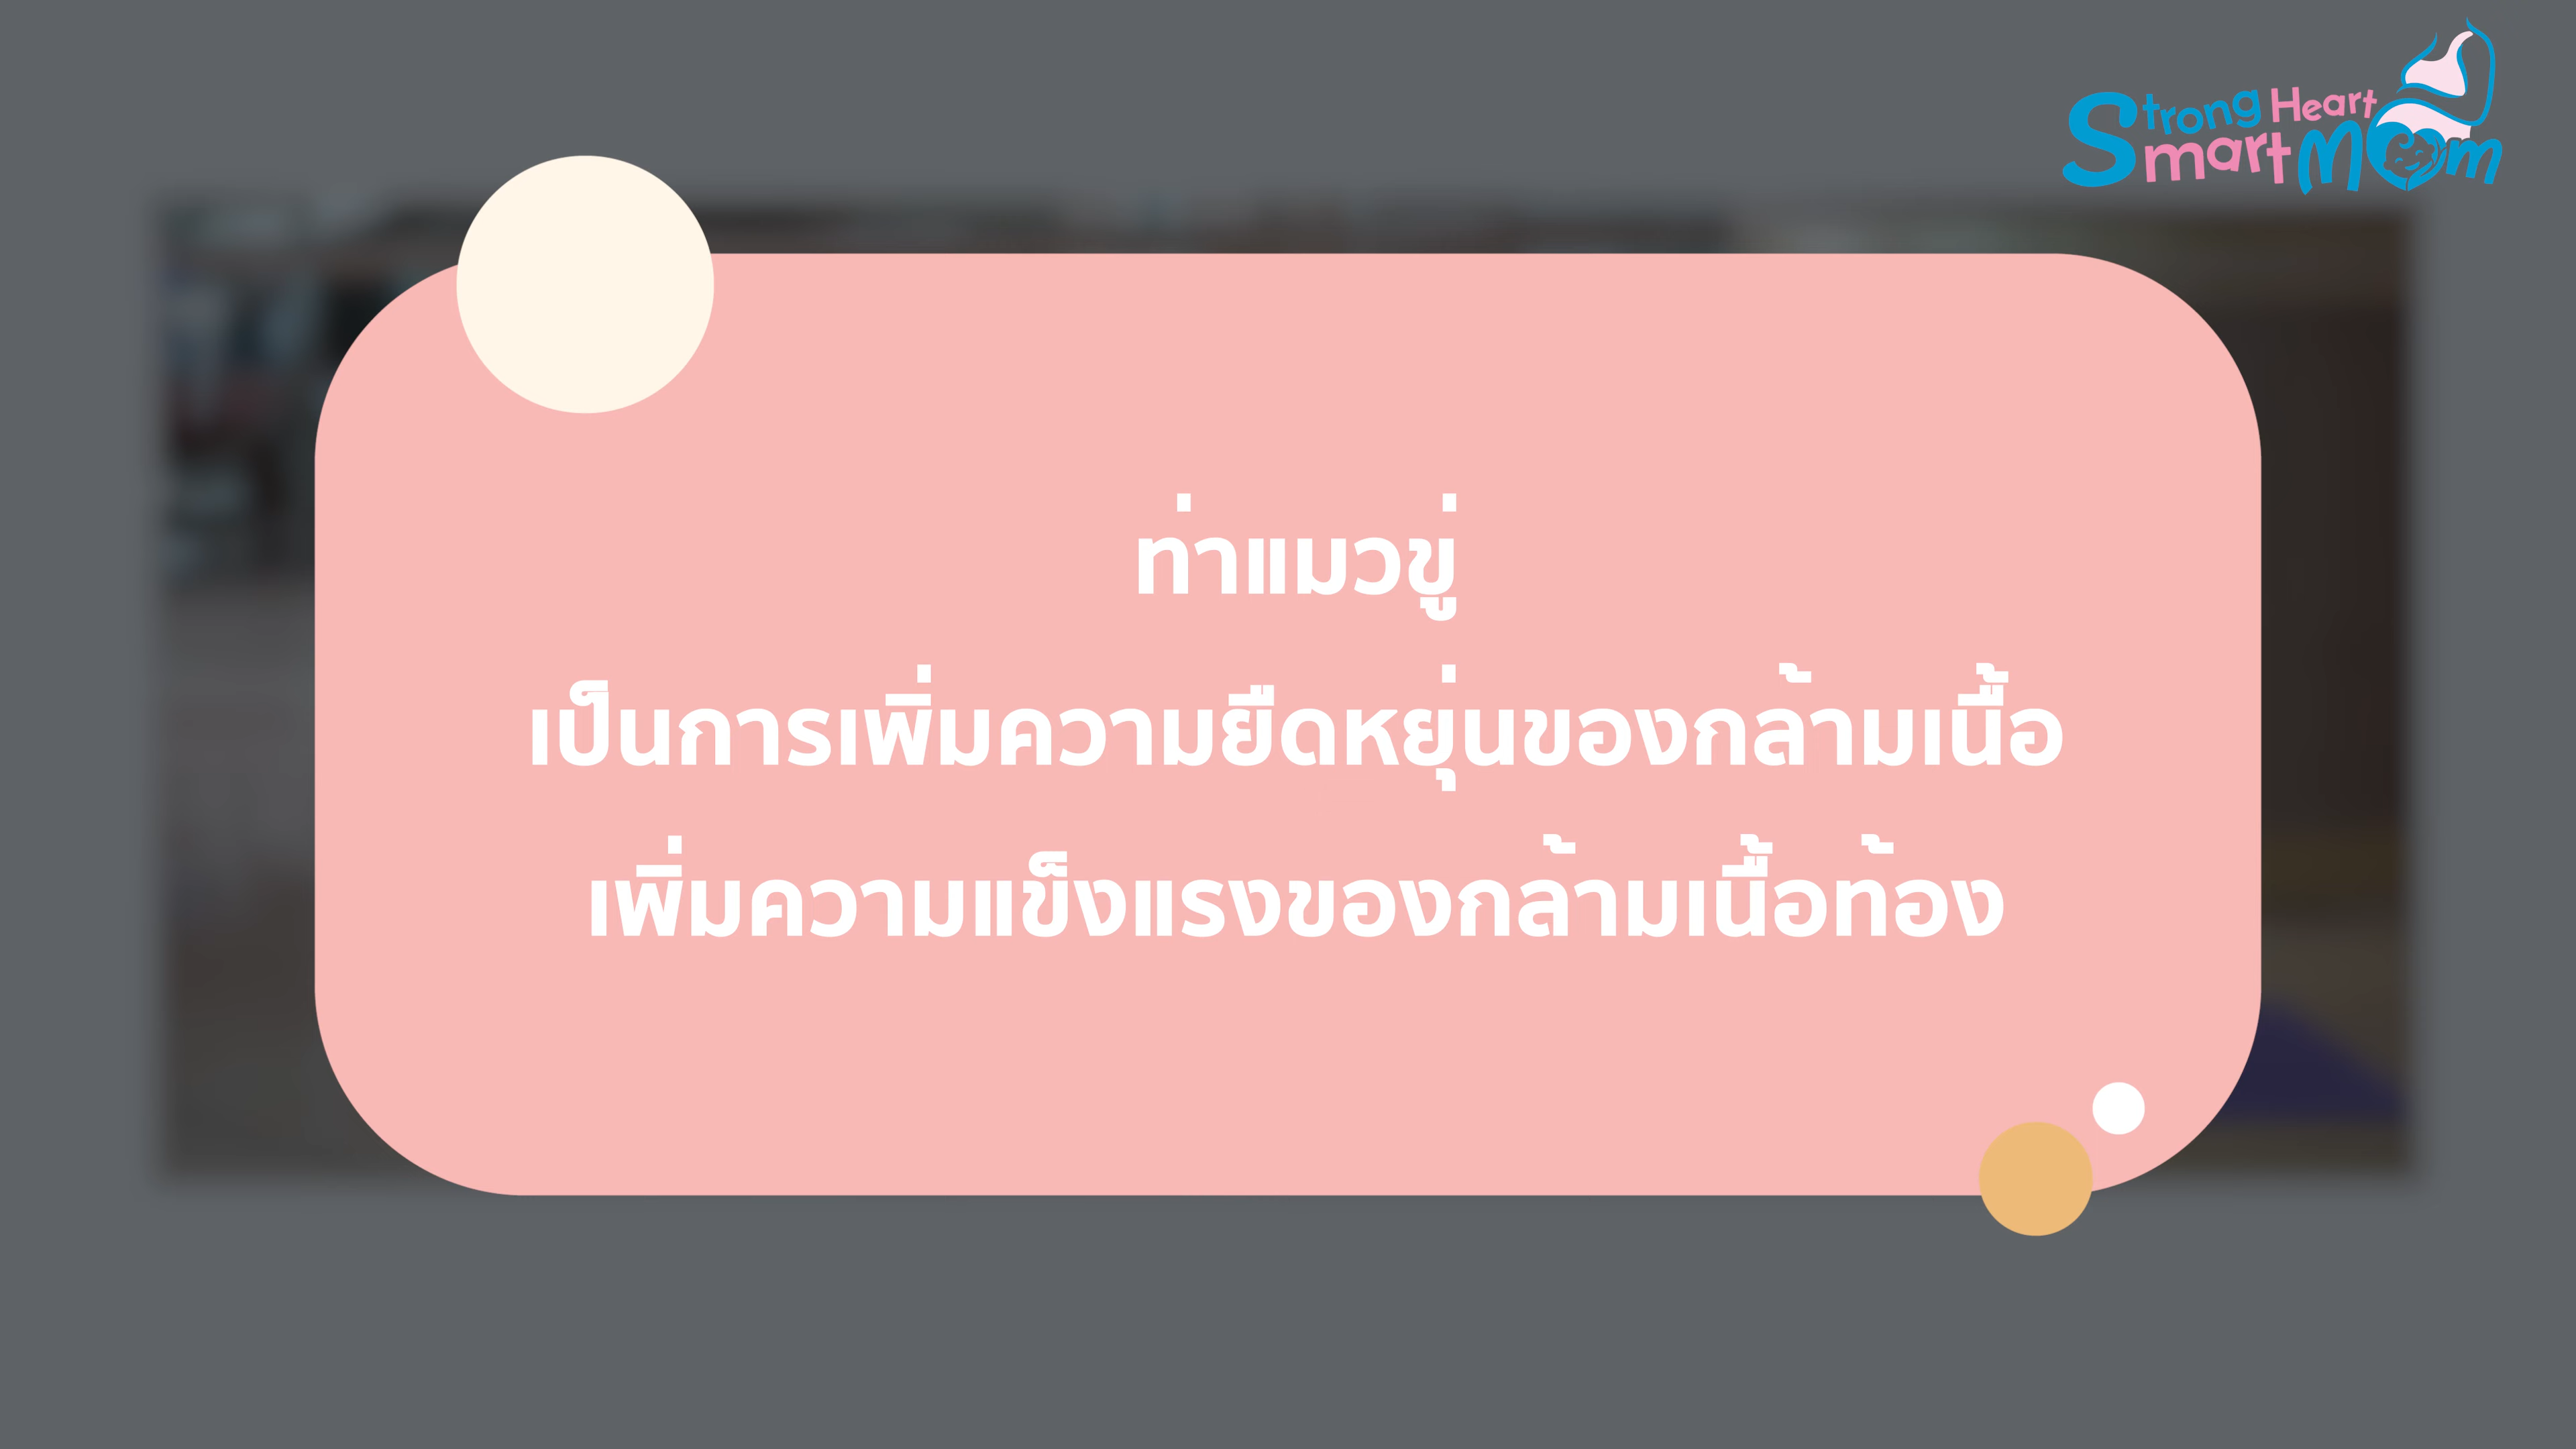 Strong Heart
Smart Mom
ท่าแมวขู่
เป็นการเพิ่มความยืดหยุ่นของกล้ามเนื้อ
เพิ่มความแข็งแรงของกล้ามเนื้อท้อง